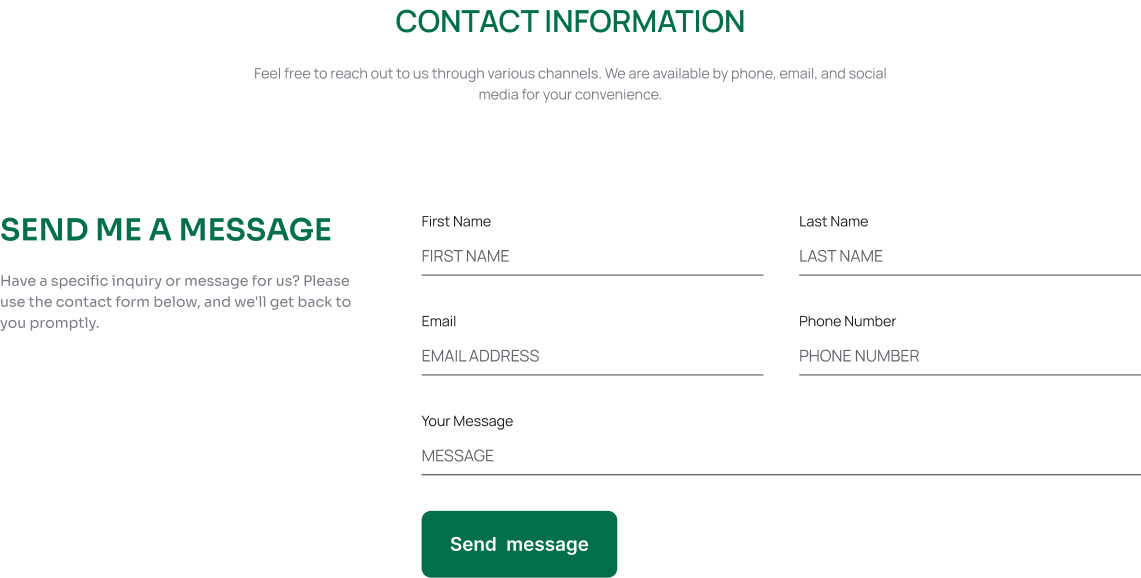 CONTACT INFORMATION
Feel free to reach out to us through various channels. We are available by phone, email, and social
media for your convenience.
SEND ME A MESSAGE
Have a specific inquiry or message for us? Please
use the contact form below, and we'll get back to
you promptly.
First Name
FIRST NAME
Last Name
LAST NAME
Email
EMAIL ADDRESS
Phone Number
PHONE NUMBER
Your Message
MESSAGE
Send message